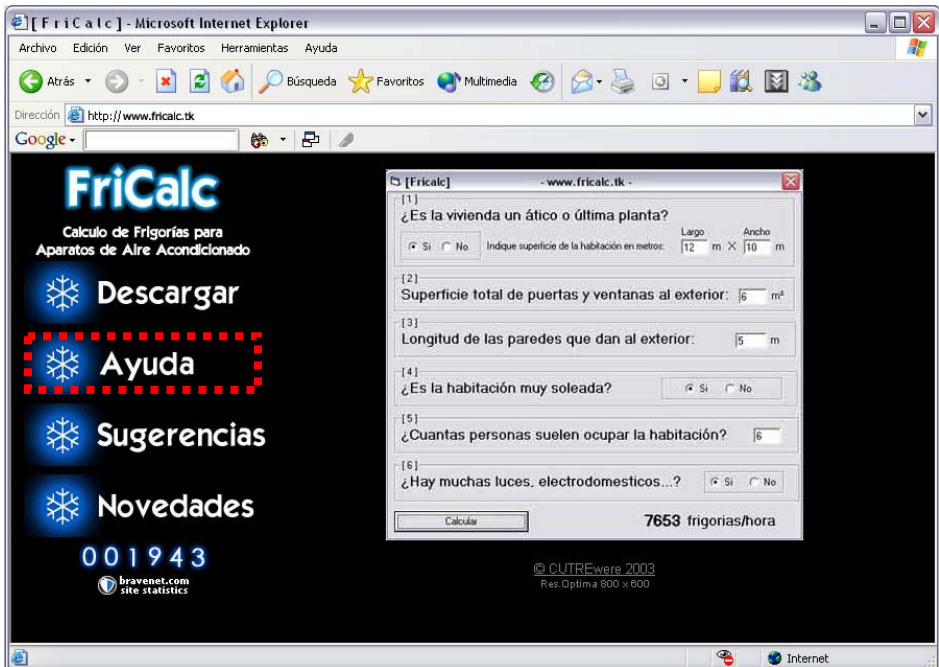 [ F r i C a l c ] - Microsoft Internet Explorer
Archivo Edición Ver Favoritos Herramientas Ayuda
Atrás Búsqueda Favoritos Multimedia
Dirección http://www.fricalc.tk
Google
FriCalc
Calculo de Frigorías para
Aparatos de Aire Acondicionado
Descargar
Ayuda
Sugerencias
Novedades
001943
bravenet.com
site statistics
[Fricalc] - www.fricalc.tk -
[1]
¿Es la vivienda un ático o última planta?
Largo Ancho
Si No Indique superficie de la habitación en metros: 12 m X 10 m
[2]
Superficie total de puertas y ventanas al exterior: 6 m²
[3]
Longitud de las paredes que dan al exterior: 5 m
[4]
¿Es la habitación muy soleada? Si No
[5]
¿Cuantas personas suelen ocupar la habitación? 6
[6]
¿Hay muchas luces, electrodomesticos...? Si No
Calcular 7653 frigorias/hora
© CUTREwere 2003
Res.Optima 800 x 600
Internet